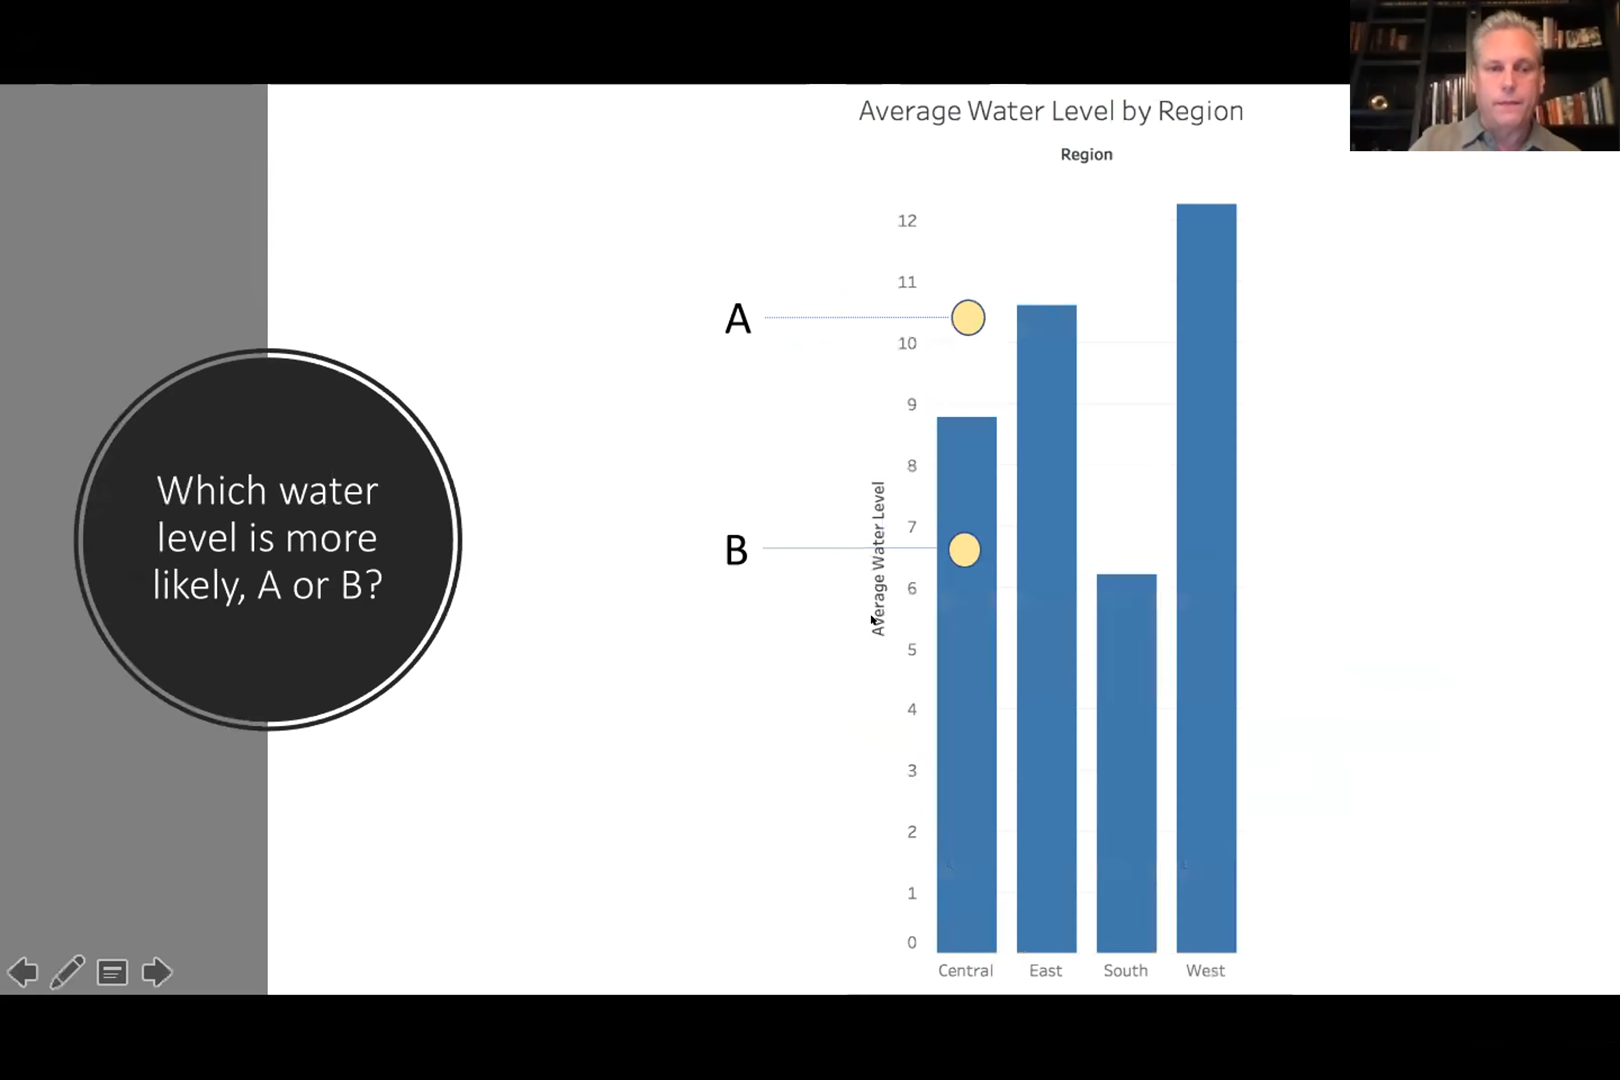 Average Water Level by Region
Region
12
11
A
10
9
8
Which water
level is more
likely, A or B?
7
B
Average Water Level
6
5
4
3
2
1
0
Central East South West